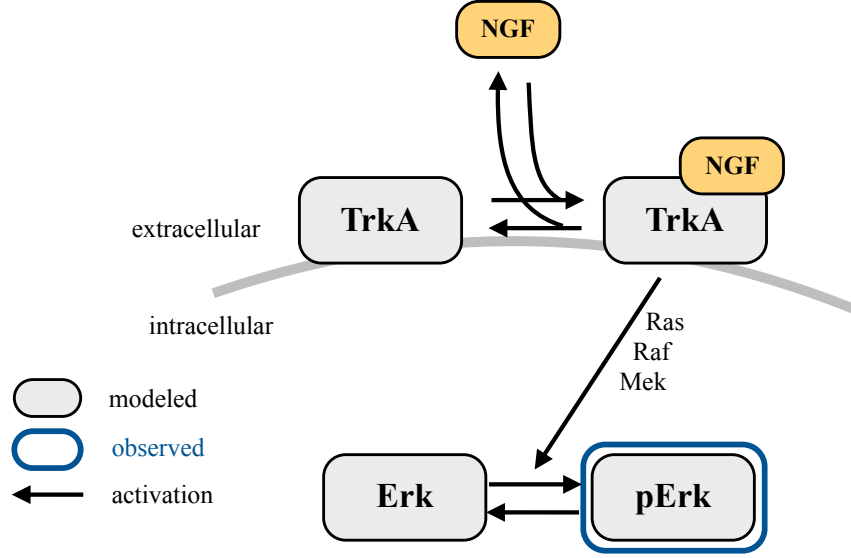 NGF
NGF
TrkA
TrkA
extracellular
intracellular
Ras
Raf
Mek
modeled
observed
activation
Erk
pErk